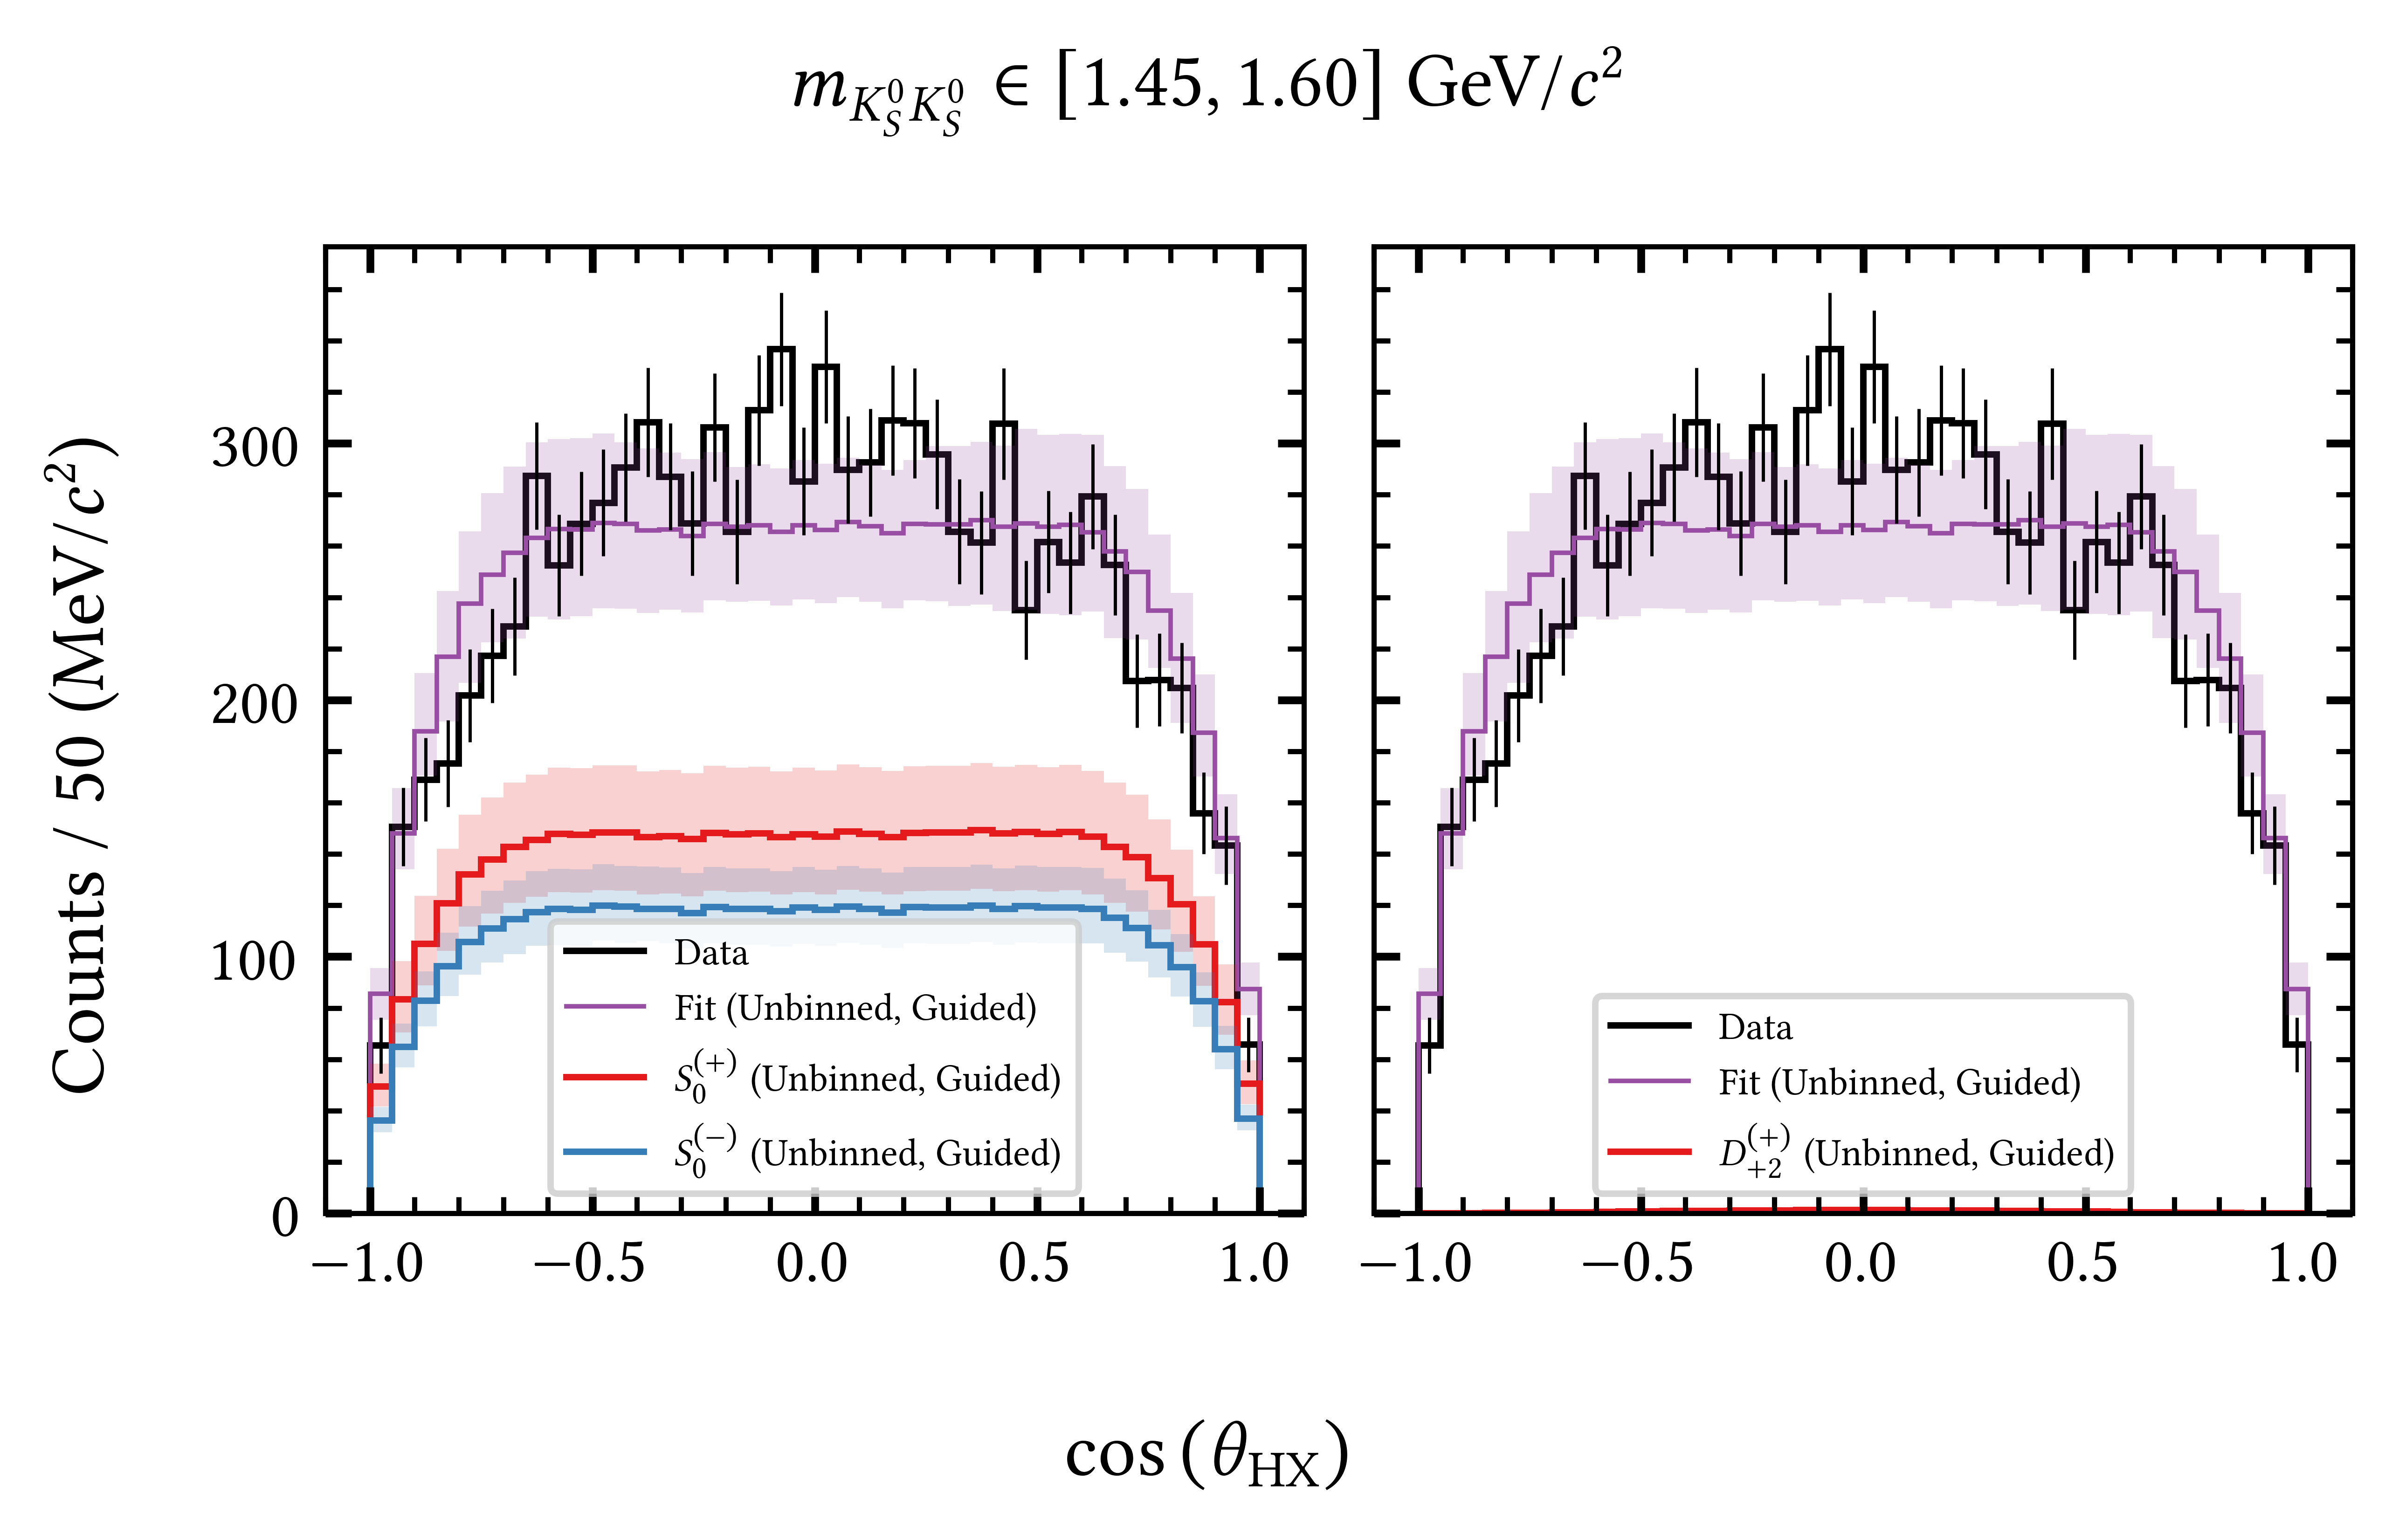 m_{K_S^0 K_S^0} ∈ [1.45, 1.60] GeV/c²
Counts / 50 (MeV/c²)
300
200
100
0
Data
Fit (Unbinned, Guided)
S_0^{(+)} (Unbinned, Guided)
S_0^{(−)} (Unbinned, Guided)
Data
Fit (Unbinned, Guided)
D_{+2}^{(+)} (Unbinned, Guided)
−1.0 −0.5 0.0 0.5 1.0
−1.0 −0.5 0.0 0.5 1.0
cos (θ_{HX})